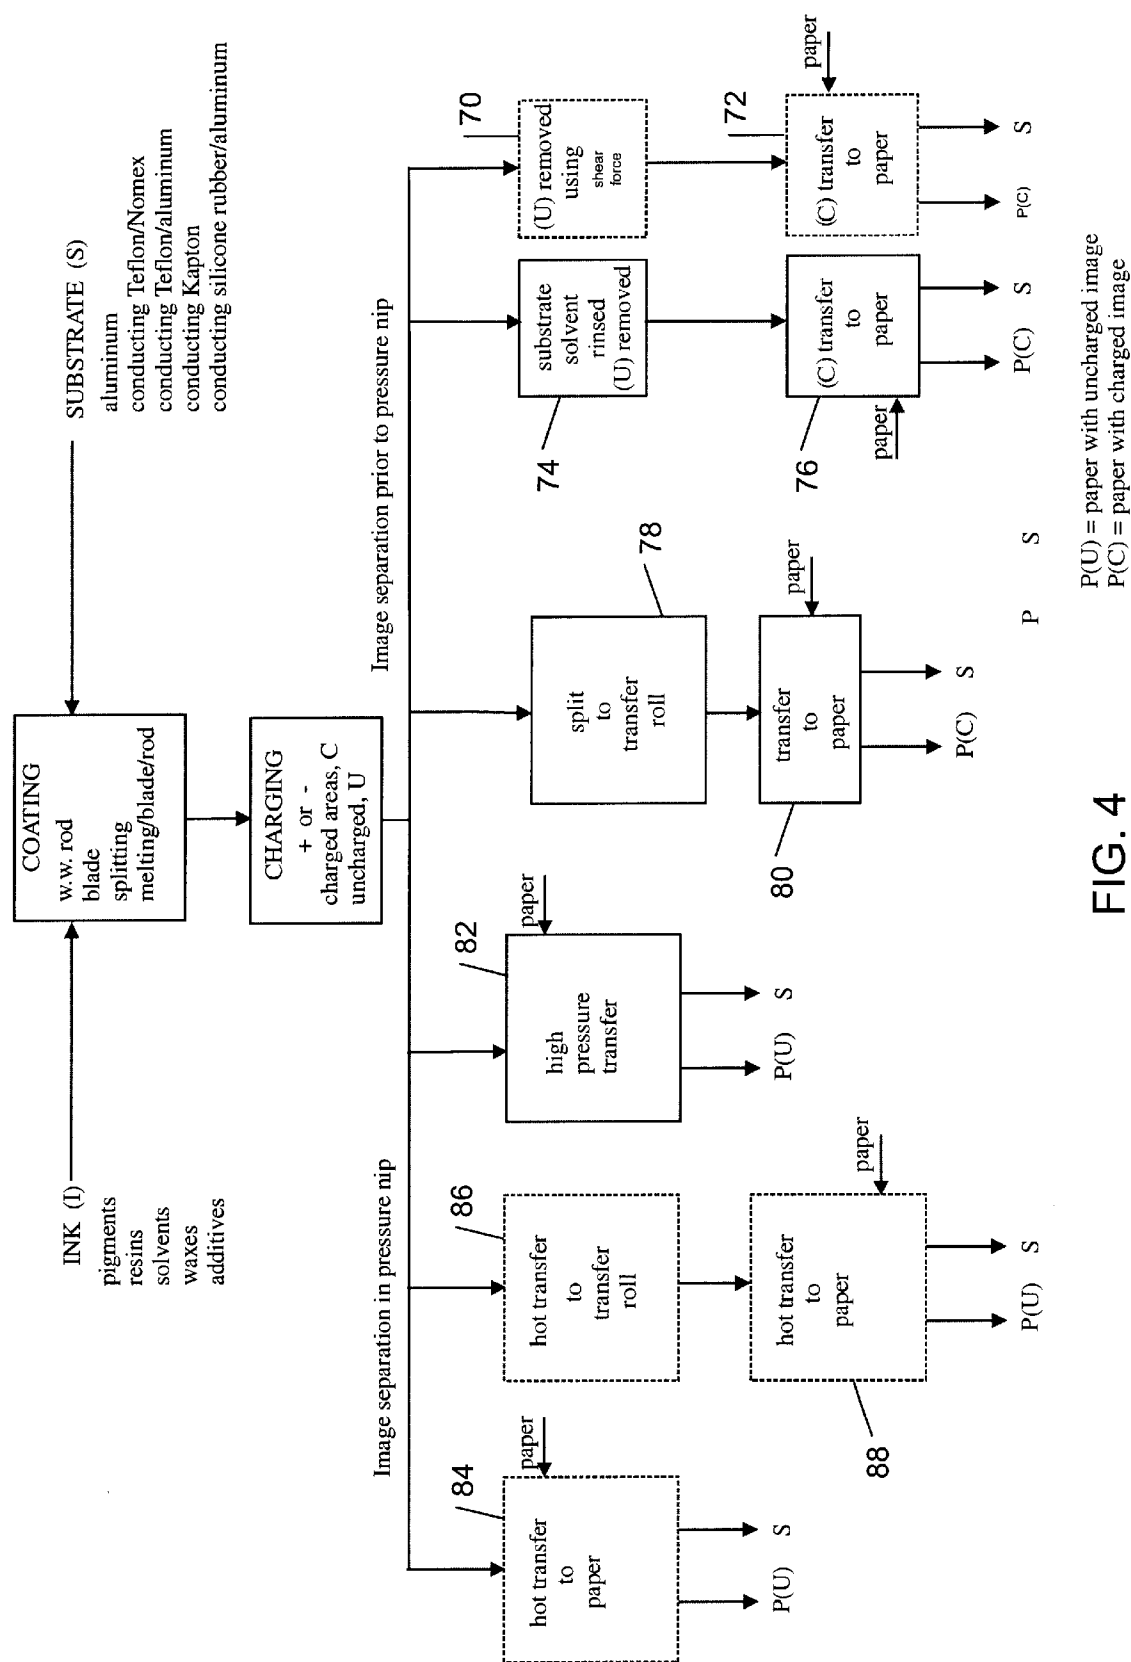 INK (I)
pigments
resins
solvents
waxes
additives
COATING
w.w. rod
blade
splitting
melting/blade/rod
SUBSTRATE (S)
aluminum
conducting Teflon/Nomex
conducting Teflon/aluminum
conducting Kapton
conducting silicone rubber/aluminum
CHARGING
+ or -
charged areas, C
uncharged, U
Image separation in pressure nip
Image separation prior to pressure nip
84
hot transfer
to
paper
paper
P(U)
S
86
hot transfer
to
transfer
roll
88
hot transfer
to
paper
paper
P(U)
S
82
high
pressure
transfer
paper
P(U)
S
78
split
to
transfer
roll
80
transfer
to
paper
paper
P(C)
S
74
substrate
solvent
rinsed
(U) removed
76
(C) transfer
to
paper
paper
P(C)
S
70
(U) removed
using
shear
force
72
(C) transfer
to
paper
paper
P(C)
S
P
S
P(U) = paper with uncharged image
P(C) = paper with charged image
FIG. 4